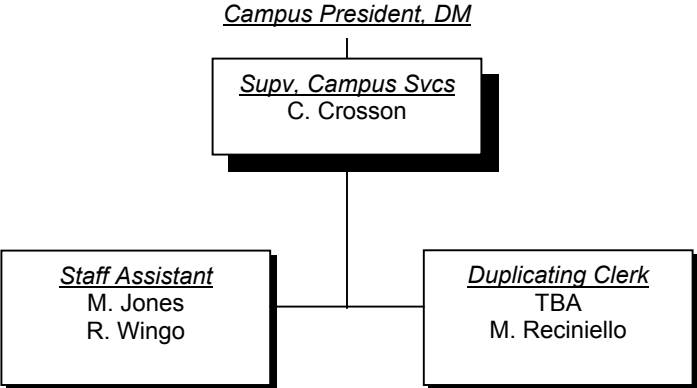 Campus President, DM
Supv, Campus Svcs
C. Crosson
Staff Assistant
M. Jones
R. Wingo
Duplicating Clerk
TBA
M. Reciniello